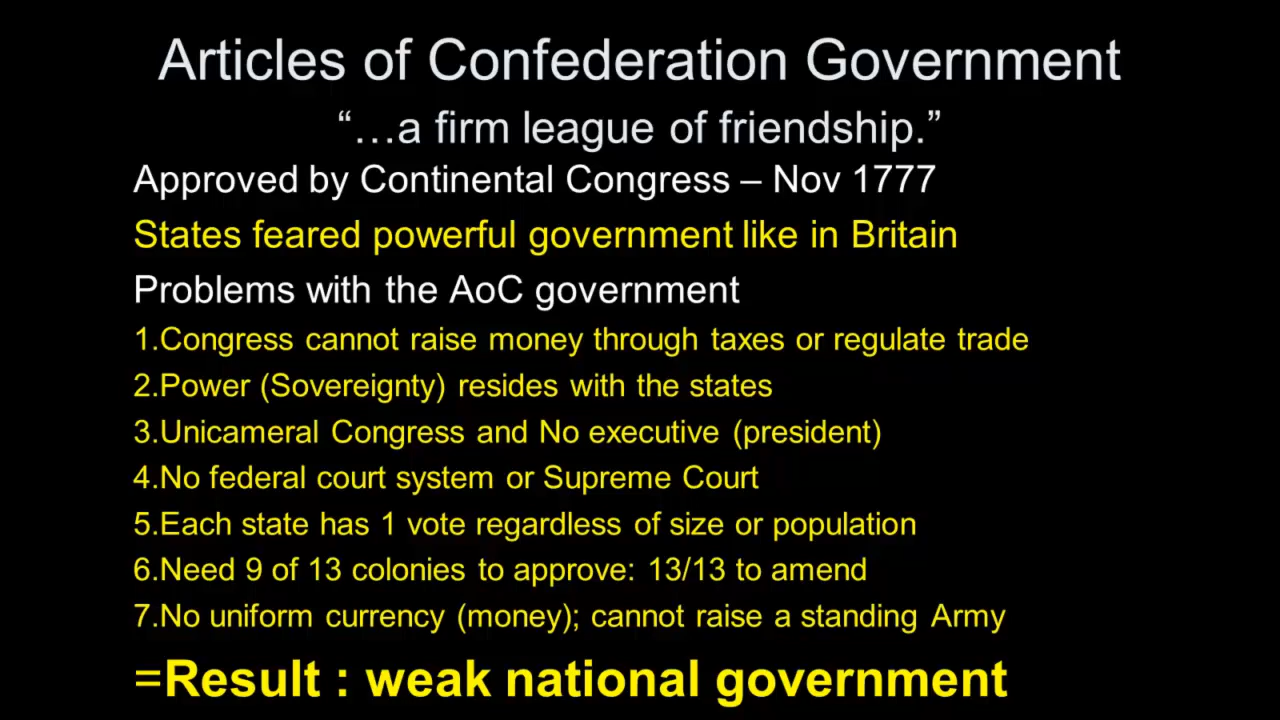 Articles of Confederation Government
“…a firm league of friendship.”
Approved by Continental Congress – Nov 1777
States feared powerful government like in Britain
Problems with the AoC government
1.Congress cannot raise money through taxes or regulate trade
2.Power (Sovereignty) resides with the states
3.Unicameral Congress and No executive (president)
4.No federal court system or Supreme Court
5.Each state has 1 vote regardless of size or population
6.Need 9 of 13 colonies to approve: 13/13 to amend
7.No uniform currency (money); cannot raise a standing Army
=Result : weak national government